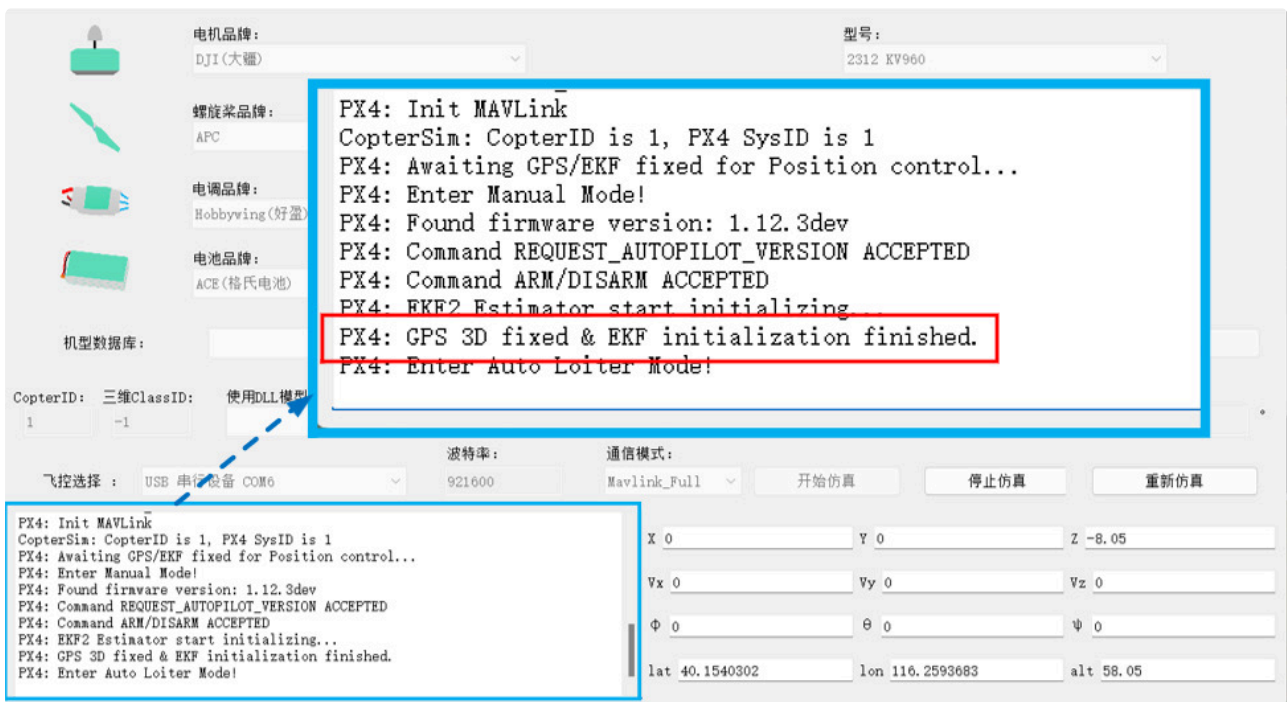 电机品牌：
型号：
DJI(大疆)
2312 KV960
螺旋桨品牌：
APC
电调品牌：
Hobbywing(好盈)
电池品牌：
ACE(格氏电池)
机型数据库：
PX4: Init MAVLink
CopterSim: CopterID is 1, PX4 SysID is 1
PX4: Awaiting GPS/EKF fixed for Position control...
PX4: Enter Manual Mode!
PX4: Found firmware version: 1.12.3dev
PX4: Command REQUEST_AUTOPILOT_VERSION ACCEPTED
PX4: Command ARM/DISARM ACCEPTED
PX4: EKF2 Estimator start initializing...
PX4: GPS 3D fixed & EKF initialization finished.
PX4: Enter Auto Loiter Mode!
CopterID： 三维ClassID： 使用DLL模型
1 -1 °
波特率： 通信模式：
飞控选择 ： USB 串行设备 COM6 921600 Mavlink_Full 开始仿真 停止仿真 重新仿真
PX4: Init MAVLink
CopterSim: CopterID is 1, PX4 SysID is 1
PX4: Awaiting GPS/EKF fixed for Position control...
PX4: Enter Manual Mode!
PX4: Found firmware version: 1.12.3dev
PX4: Command REQUEST_AUTOPILOT_VERSION ACCEPTED
PX4: Command ARM/DISARM ACCEPTED
PX4: EKF2 Estimator start initializing...
PX4: GPS 3D fixed & EKF initialization finished.
PX4: Enter Auto Loiter Mode!
X 0 Y 0 Z -8.05
Vx 0 Vy 0 Vz 0
Φ 0 θ 0 Ψ 0
lat 40.1540302 lon 116.2593683 alt 58.05